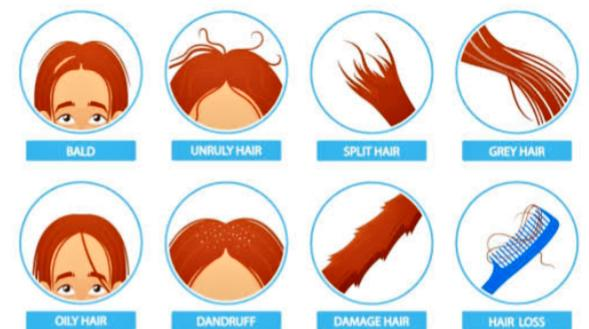 BALD
UNRULY HAIR
SPLIT HAIR
GREY HAIR
OILY HAIR
DANDRUFF
DAMAGE HAIR
HAIR LOSS